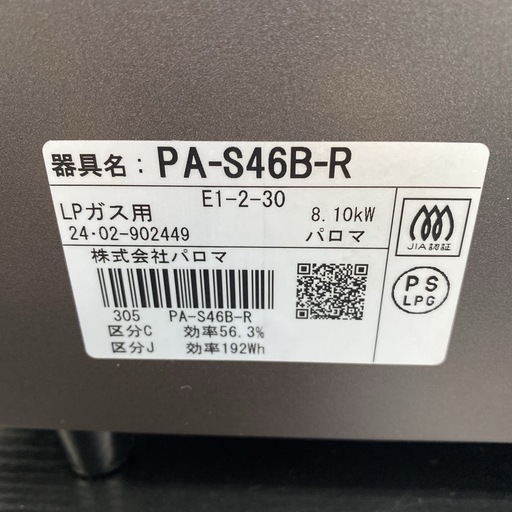 器具名：PA-S46B-R
E1-2-30
LPガス用 8.10kW
24・02-902449 パロマ
株式会社パロマ
305 PA-S46B-R
区分C 効率56.3%
区分J 効率192Wh
JIA認証
PS
LPG